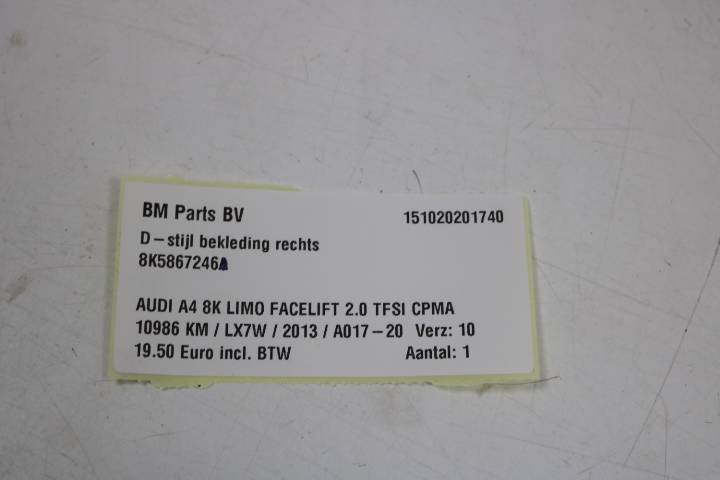 BM Parts BV 151020201740
D-stijl bekleding rechts
8K5867246A
AUDI A4 8K LIMO FACELIFT 2.0 TFSI CPMA
10986 KM / LX7W / 2013 / A017-20 Verz: 10
19.50 Euro incl. BTW Aantal: 1